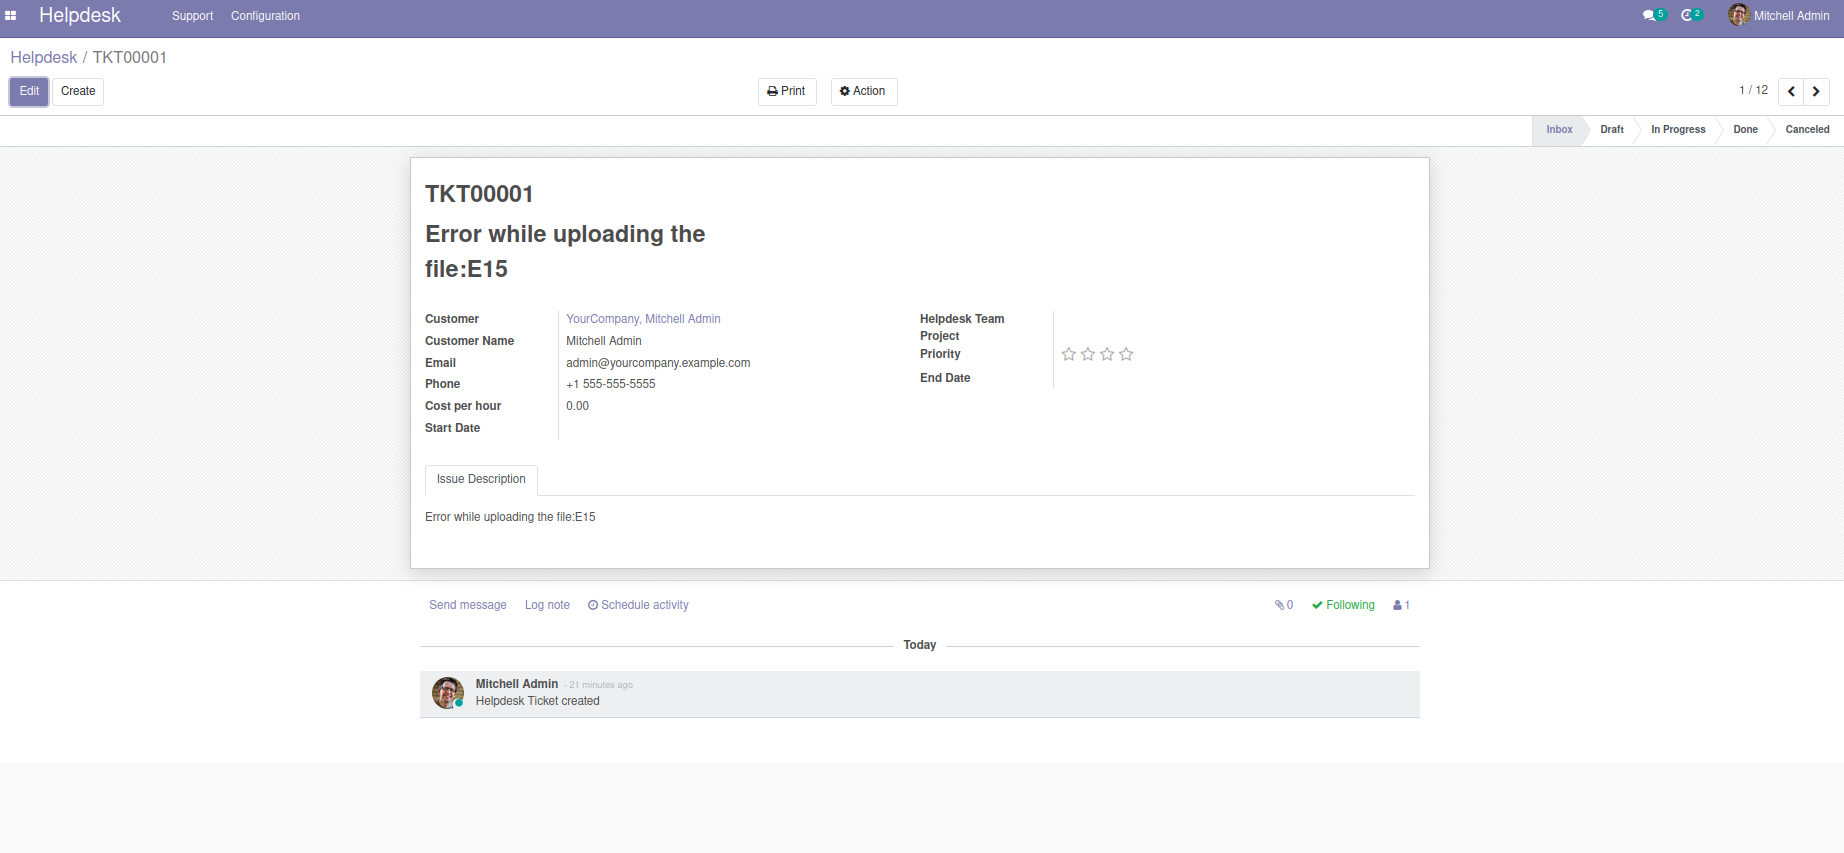 Helpdesk Support Configuration 5 2 Mitchell Admin
Helpdesk / TKT00001
Edit Create Print Action 1 / 12
Inbox Draft In Progress Done Canceled
TKT00001
Error while uploading the
file:E15
Customer YourCompany, Mitchell Admin
Customer Name Mitchell Admin
Email admin@yourcompany.example.com
Phone +1 555-555-5555
Cost per hour 0.00
Start Date
Helpdesk Team
Project
Priority
End Date
Issue Description
Error while uploading the file:E15
Send message Log note Schedule activity 0 Following 1
Today
Mitchell Admin - 21 minutes ago
Helpdesk Ticket created